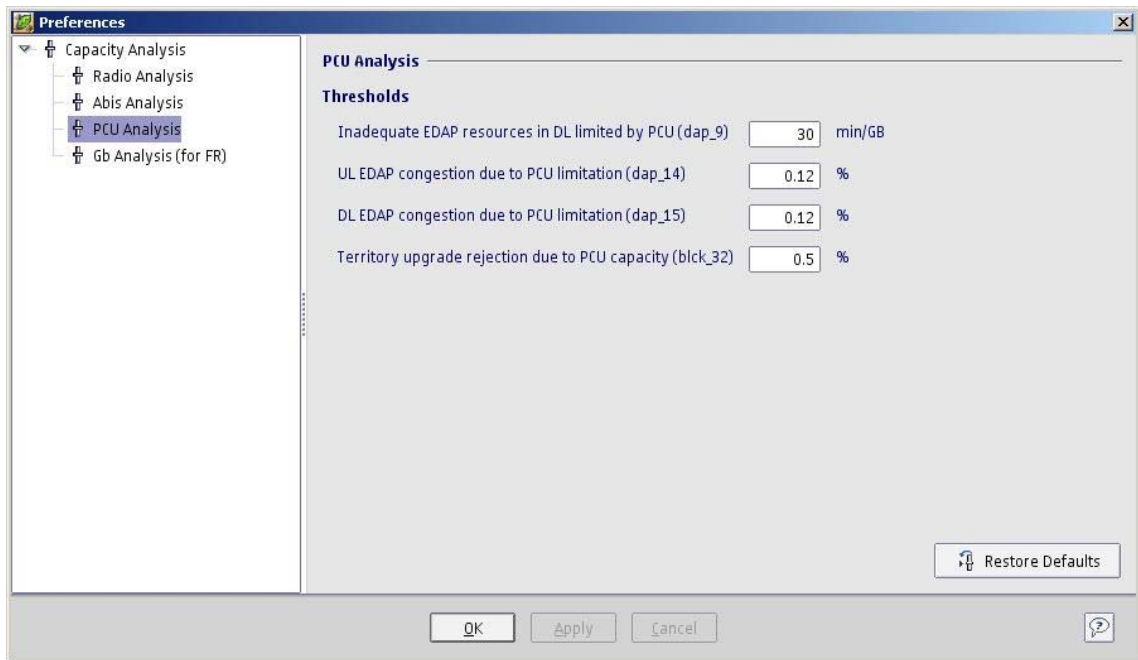 Preferences
Capacity Analysis
Radio Analysis
Abis Analysis
PCU Analysis
Gb Analysis (for FR)
PCU Analysis
Thresholds
Inadequate EDAP resources in DL limited by PCU (dap_9) 30 min/GB
UL EDAP congestion due to PCU limitation (dap_14) 0.12 %
DL EDAP congestion due to PCU limitation (dap_15) 0.12 %
Territory upgrade rejection due to PCU capacity (blck_32) 0.5 %
Restore Defaults
OK Apply Cancel ?